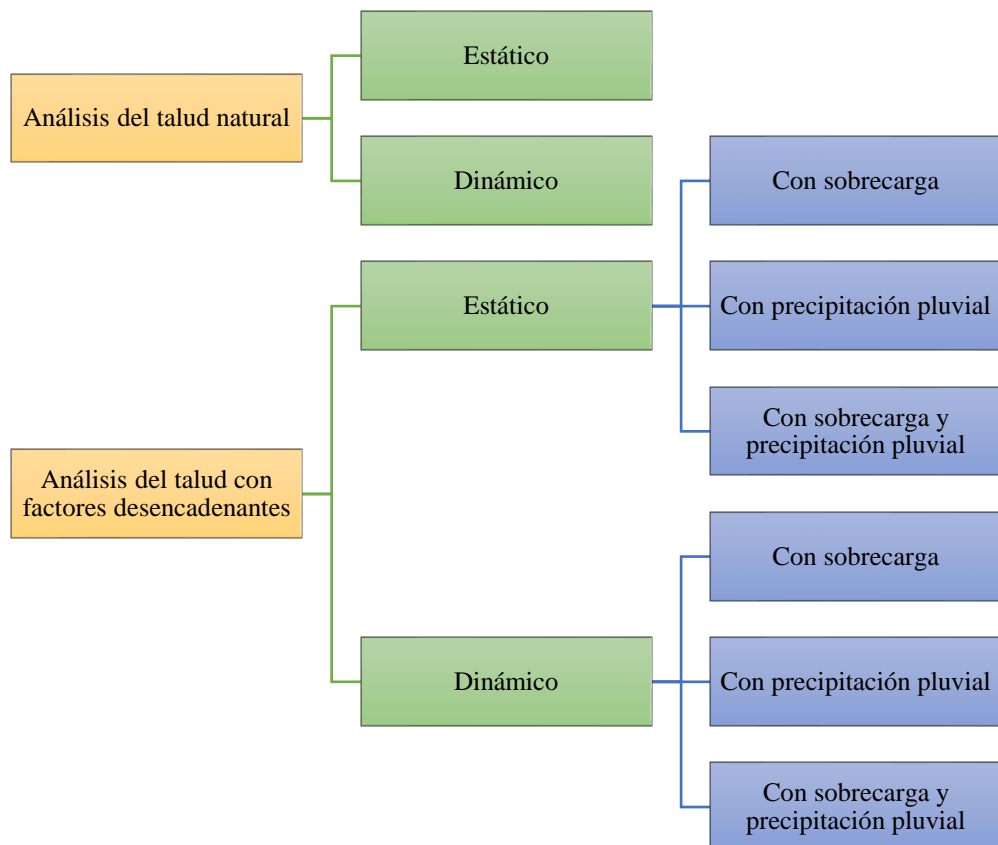 Análisis del talud natural
Estático
Dinámico
Análisis del talud con
factores desencadenantes
Estático
Con sobrecarga
Con precipitación pluvial
Con sobrecarga y
precipitación pluvial
Dinámico
Con sobrecarga
Con precipitación pluvial
Con sobrecarga y
precipitación pluvial